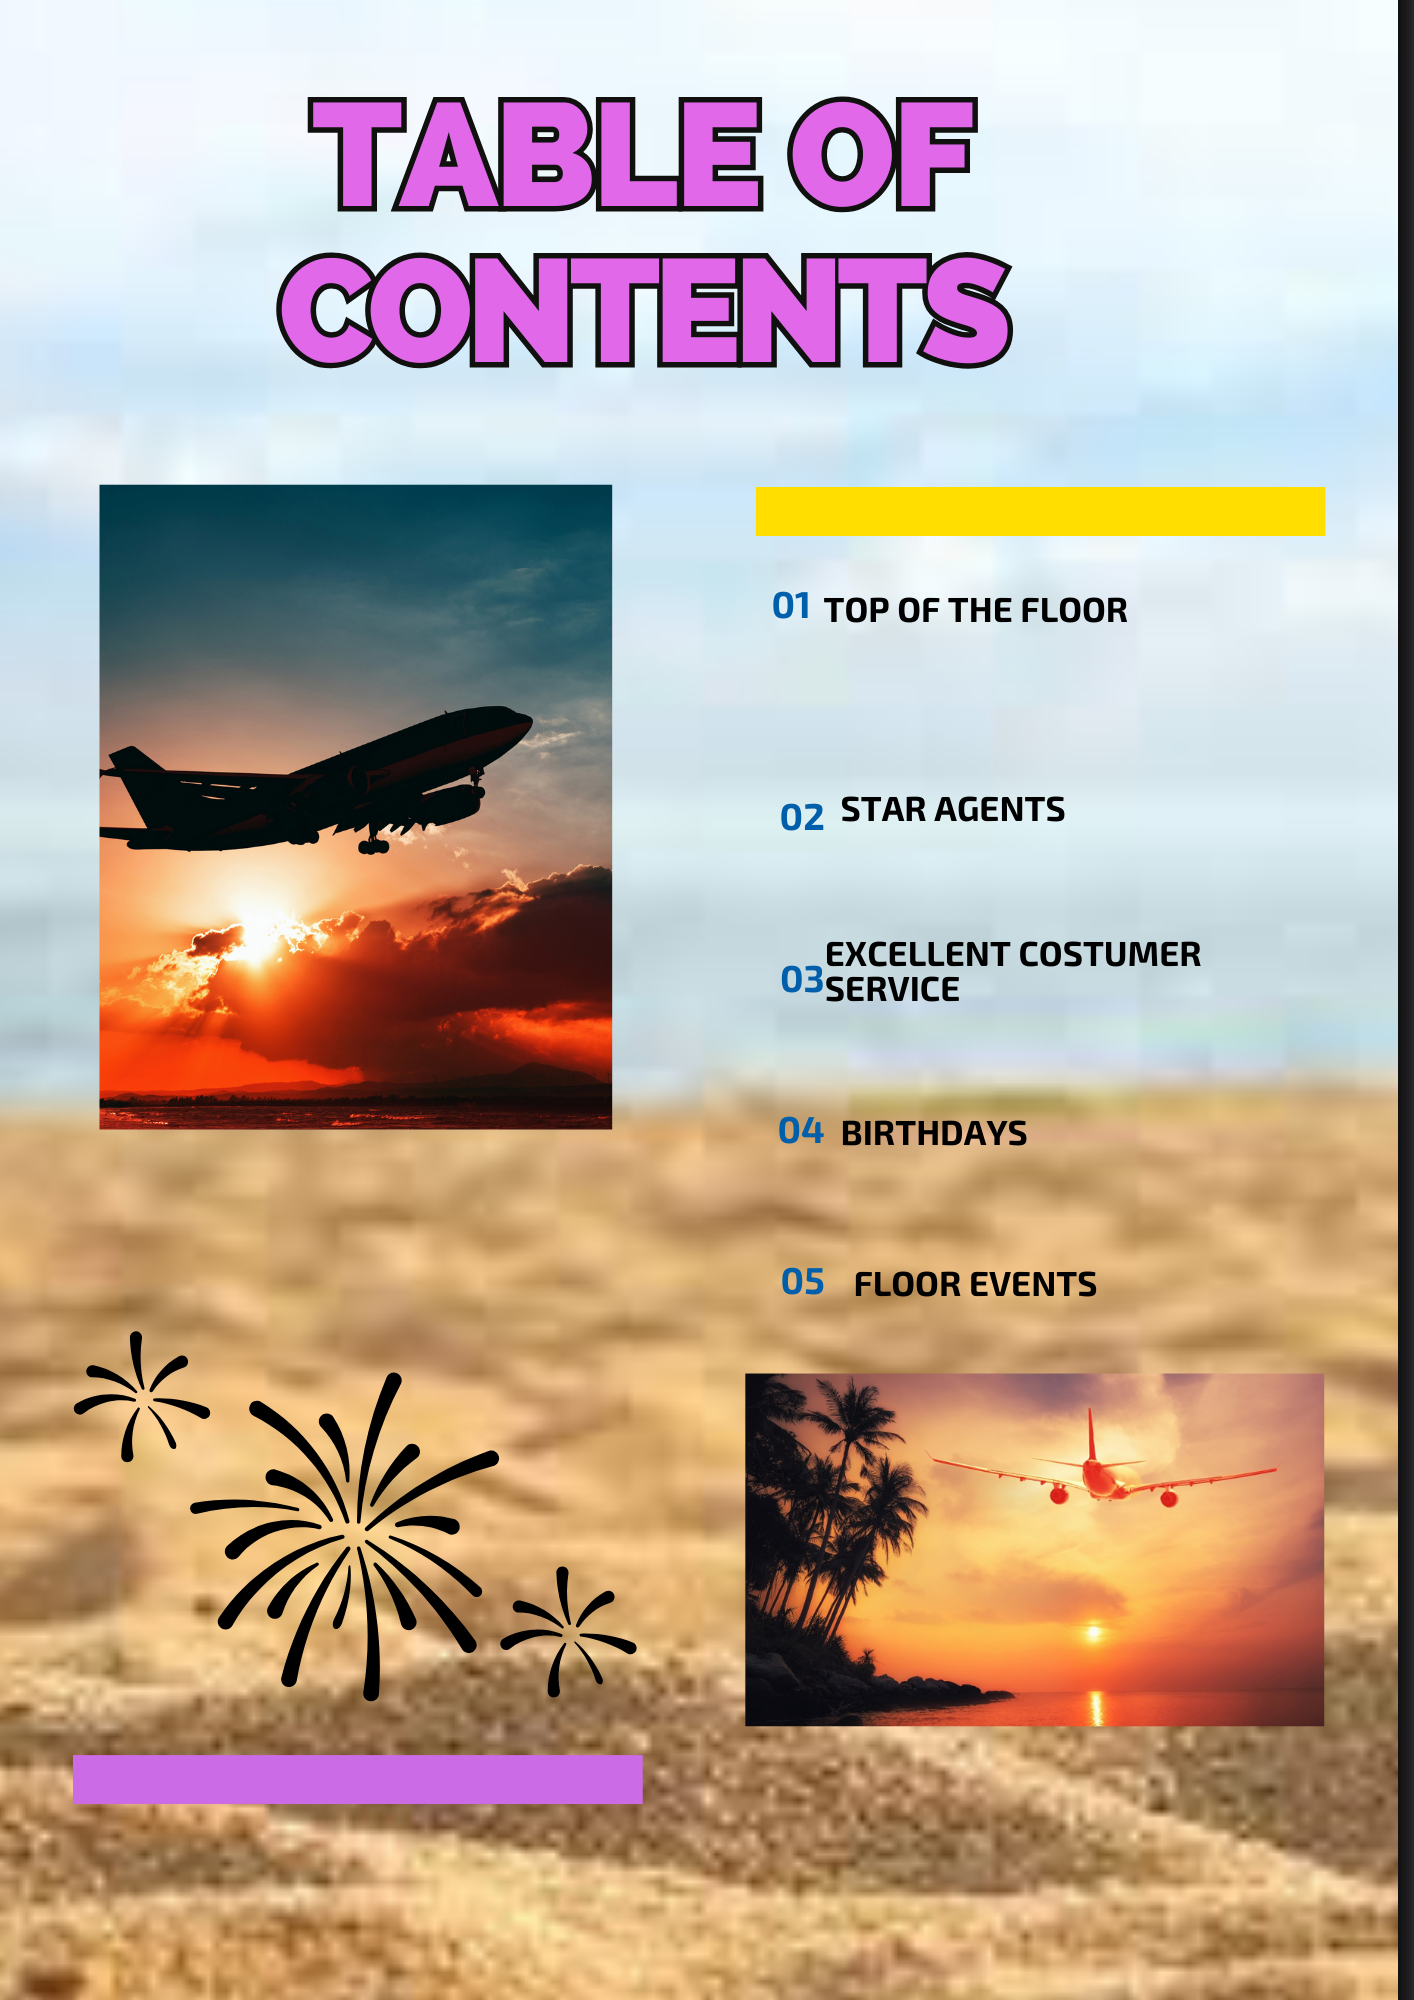 TABLE OF
CONTENTS
01 TOP OF THE FLOOR
02 STAR AGENTS
03 EXCELLENT COSTUMER
SERVICE
04 BIRTHDAYS
05 FLOOR EVENTS